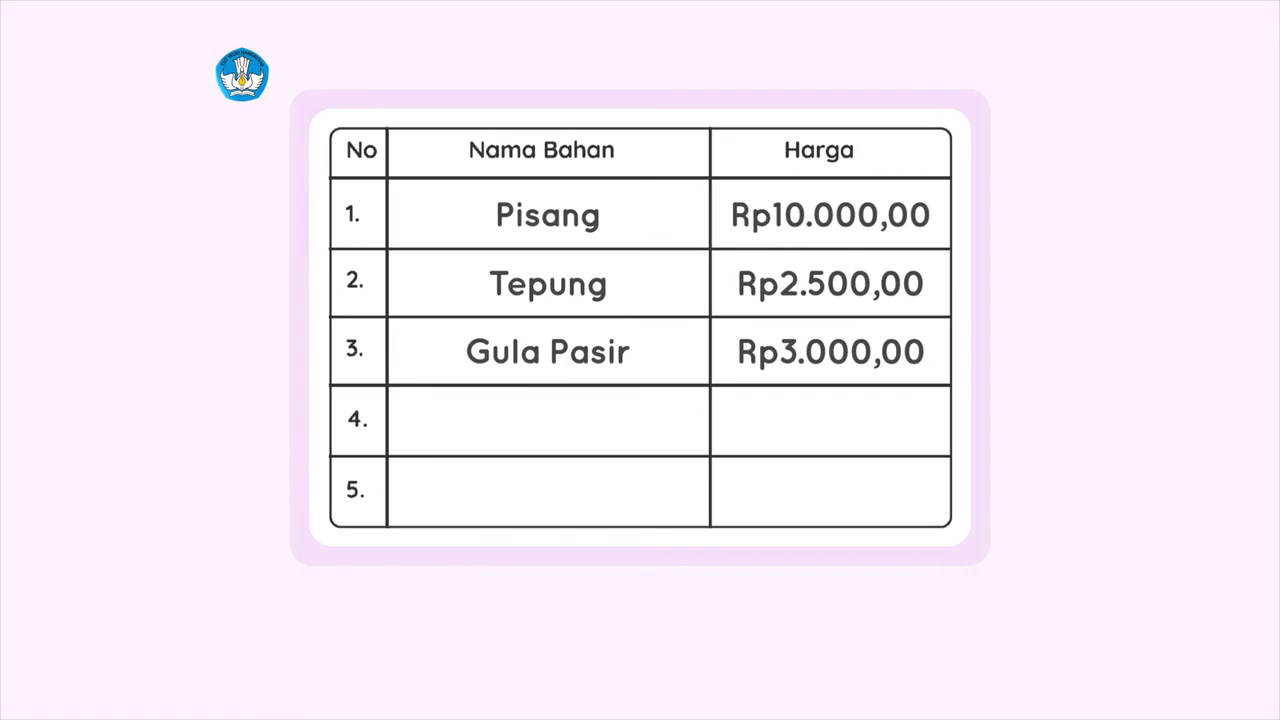 No Nama Bahan Harga
1. Pisang Rp10.000,00
2. Tepung Rp2.500,00
3. Gula Pasir Rp3.000,00
4.
5.